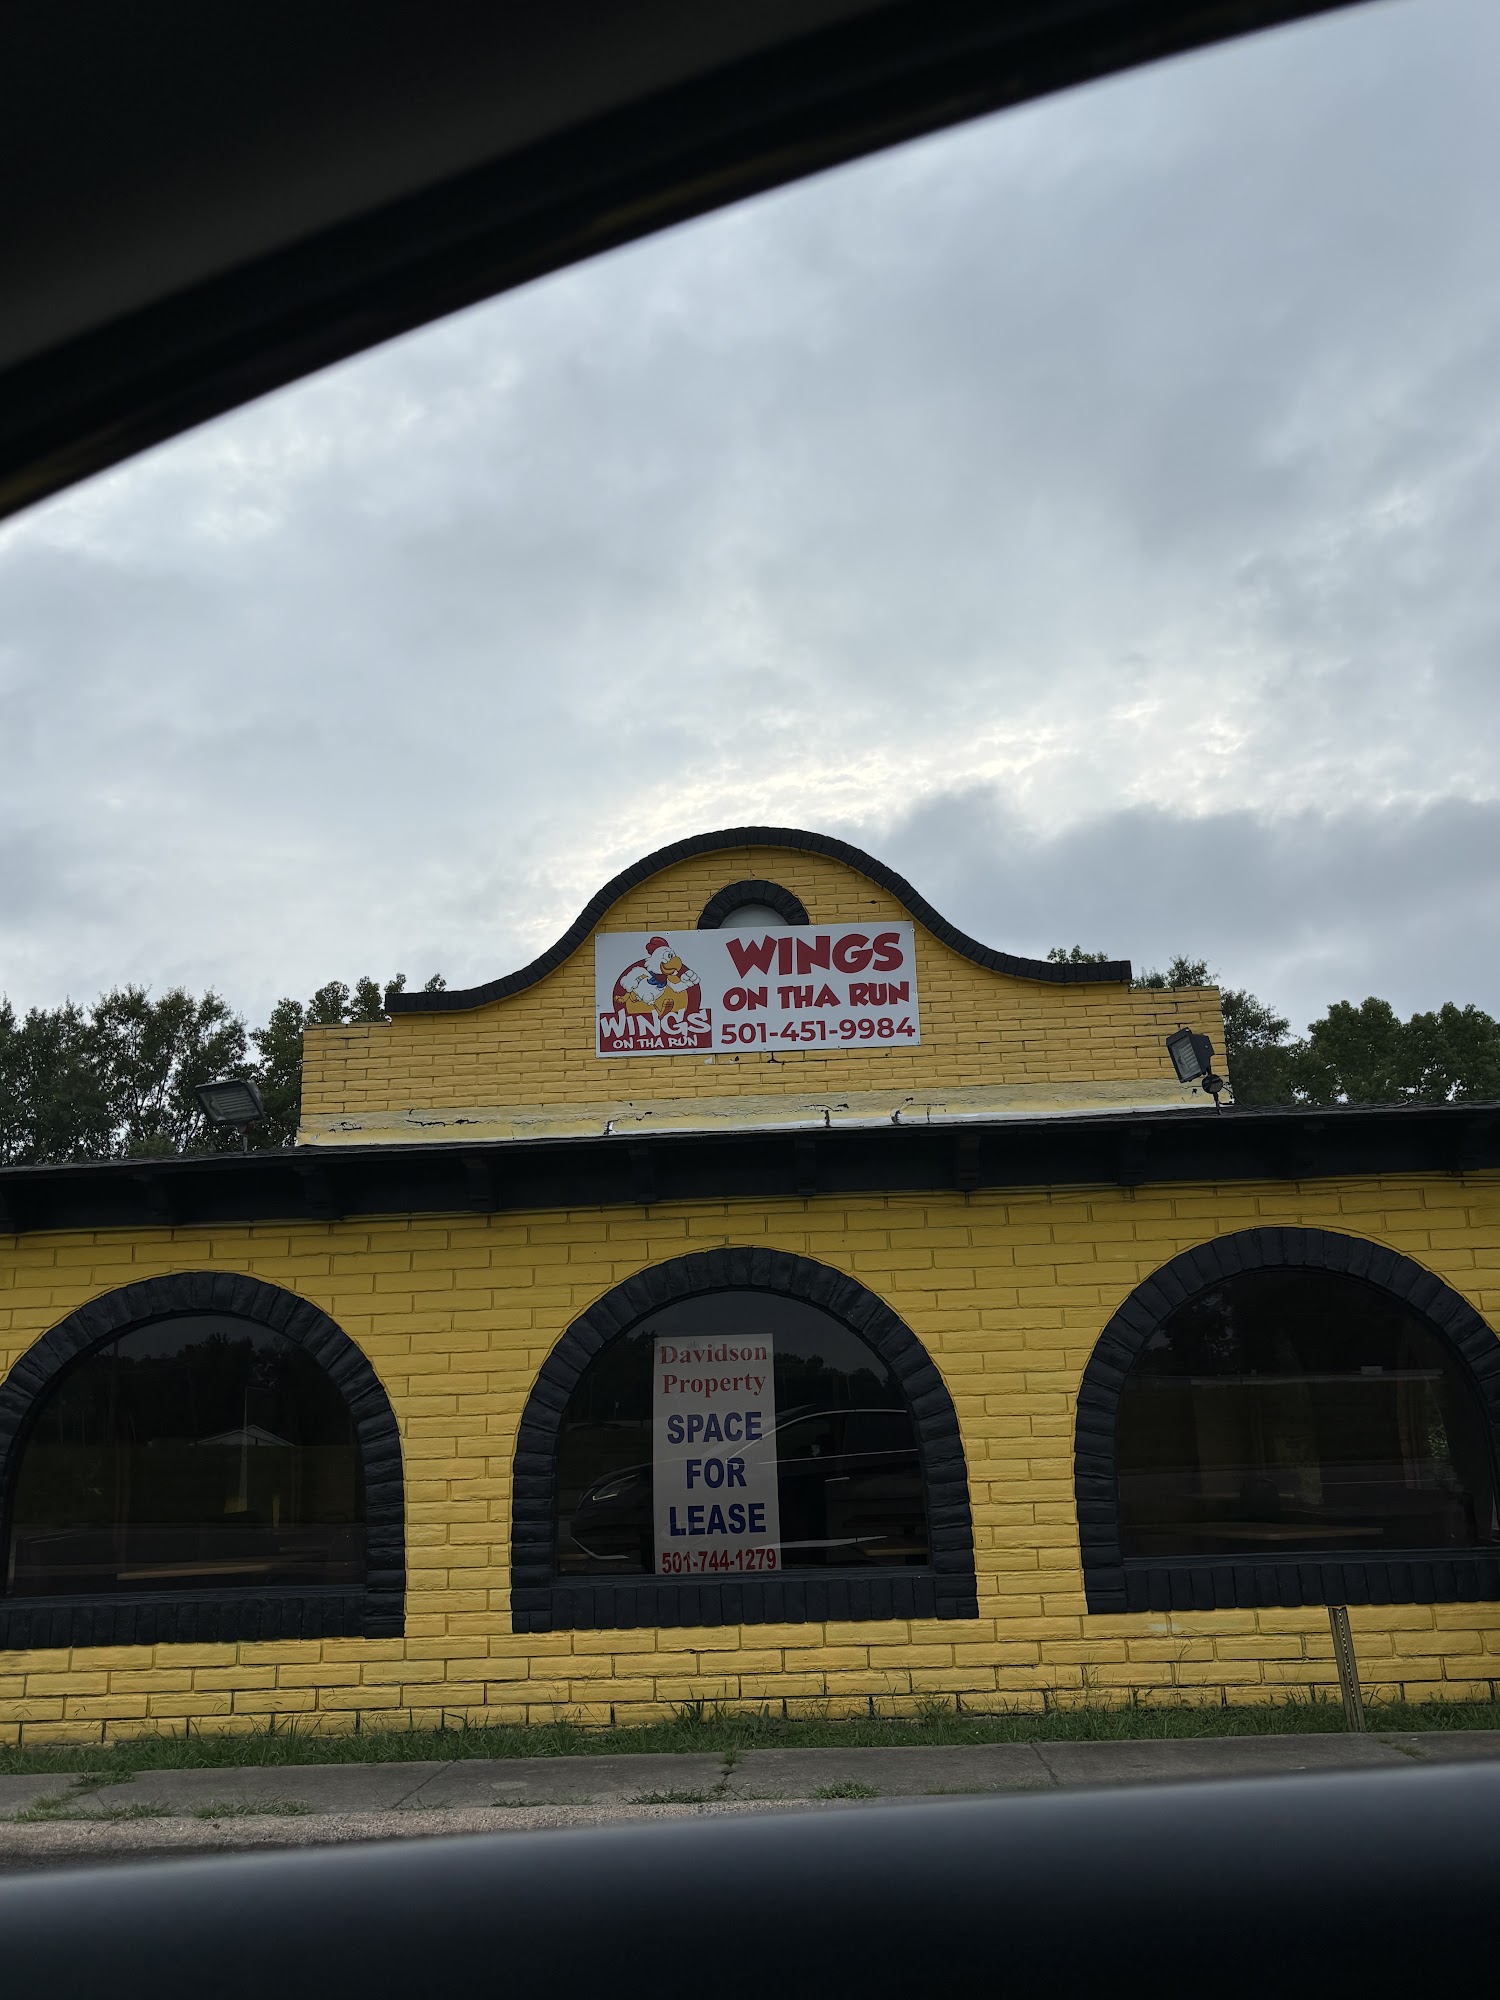 WINGS
ON THA RUN
WINGS
ON THA RUN
501-451-9984
Davidson
Property
SPACE
FOR
LEASE
501-744-1279